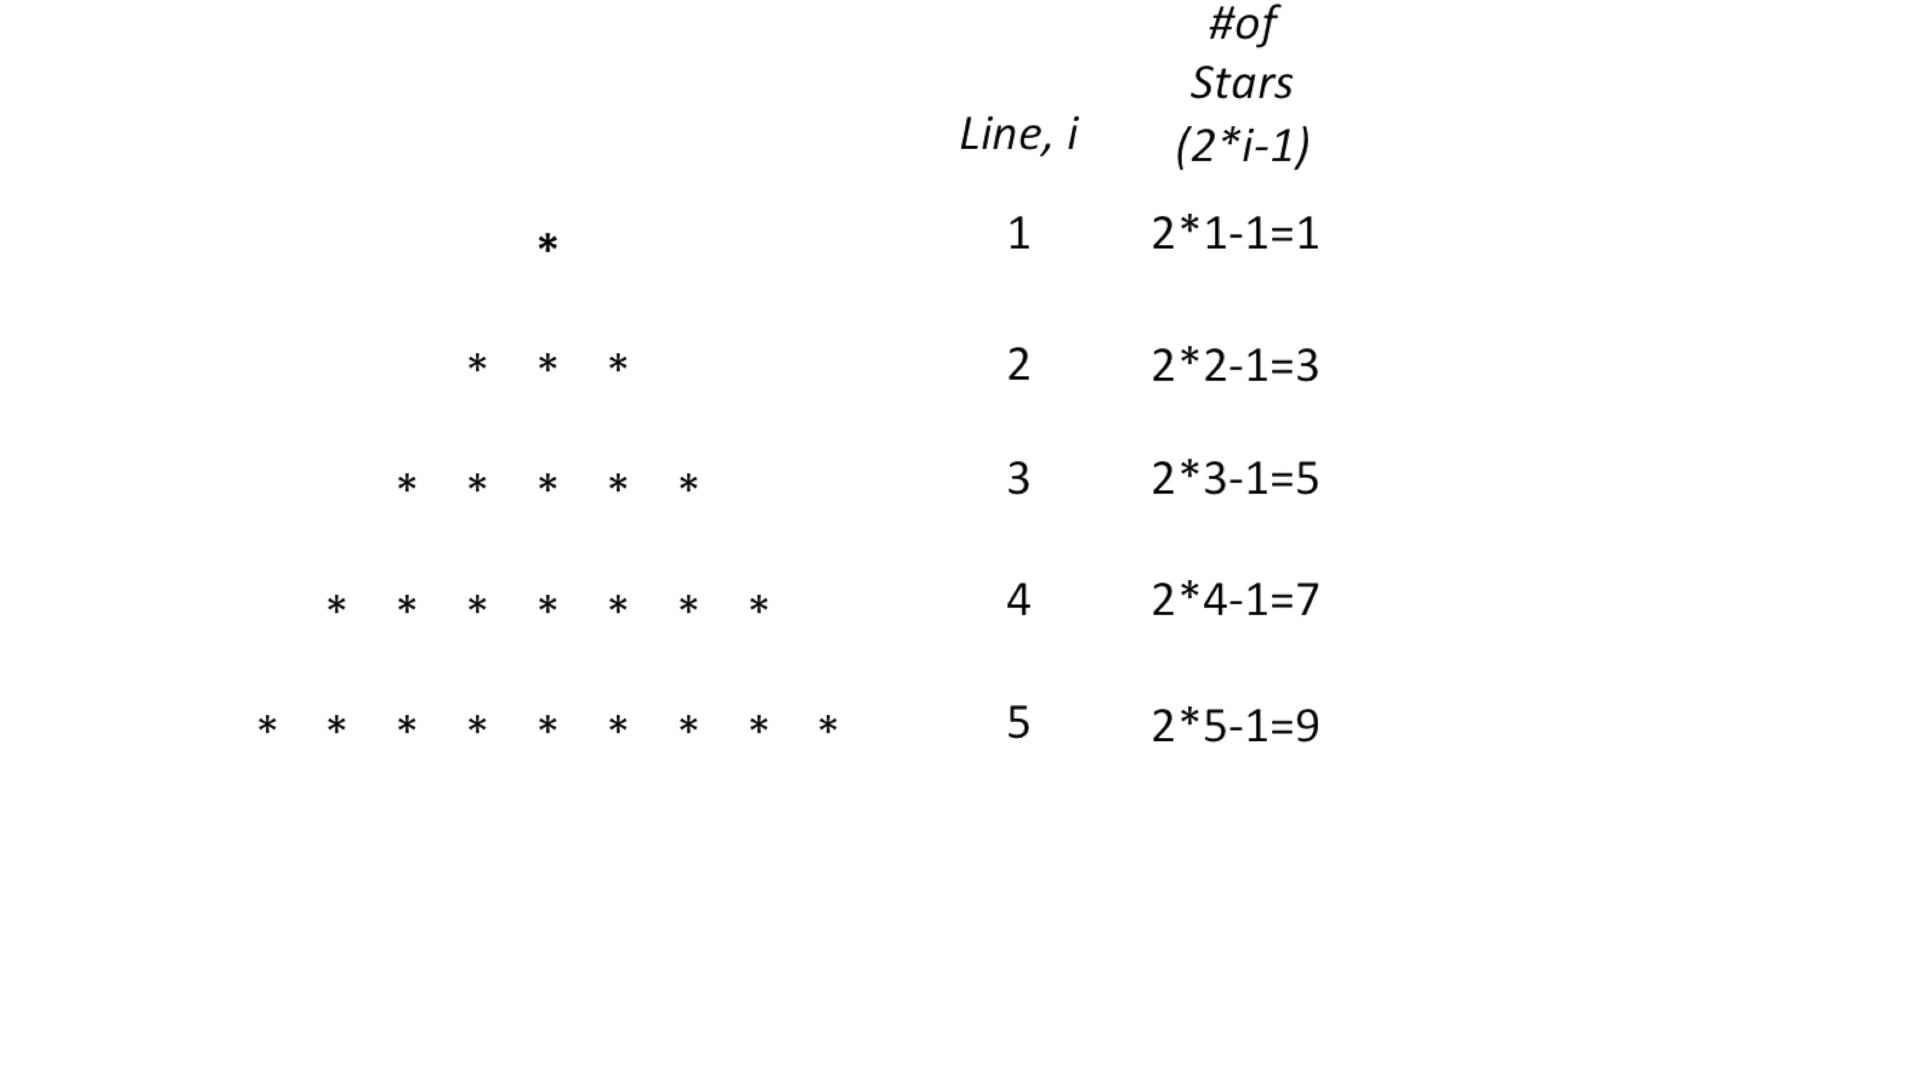 #of
Stars
Line, i (2*i-1)
* 1 2*1-1=1
* * * 2 2*2-1=3
* * * * * 3 2*3-1=5
* * * * * * * 4 2*4-1=7
* * * * * * * * * 5 2*5-1=9